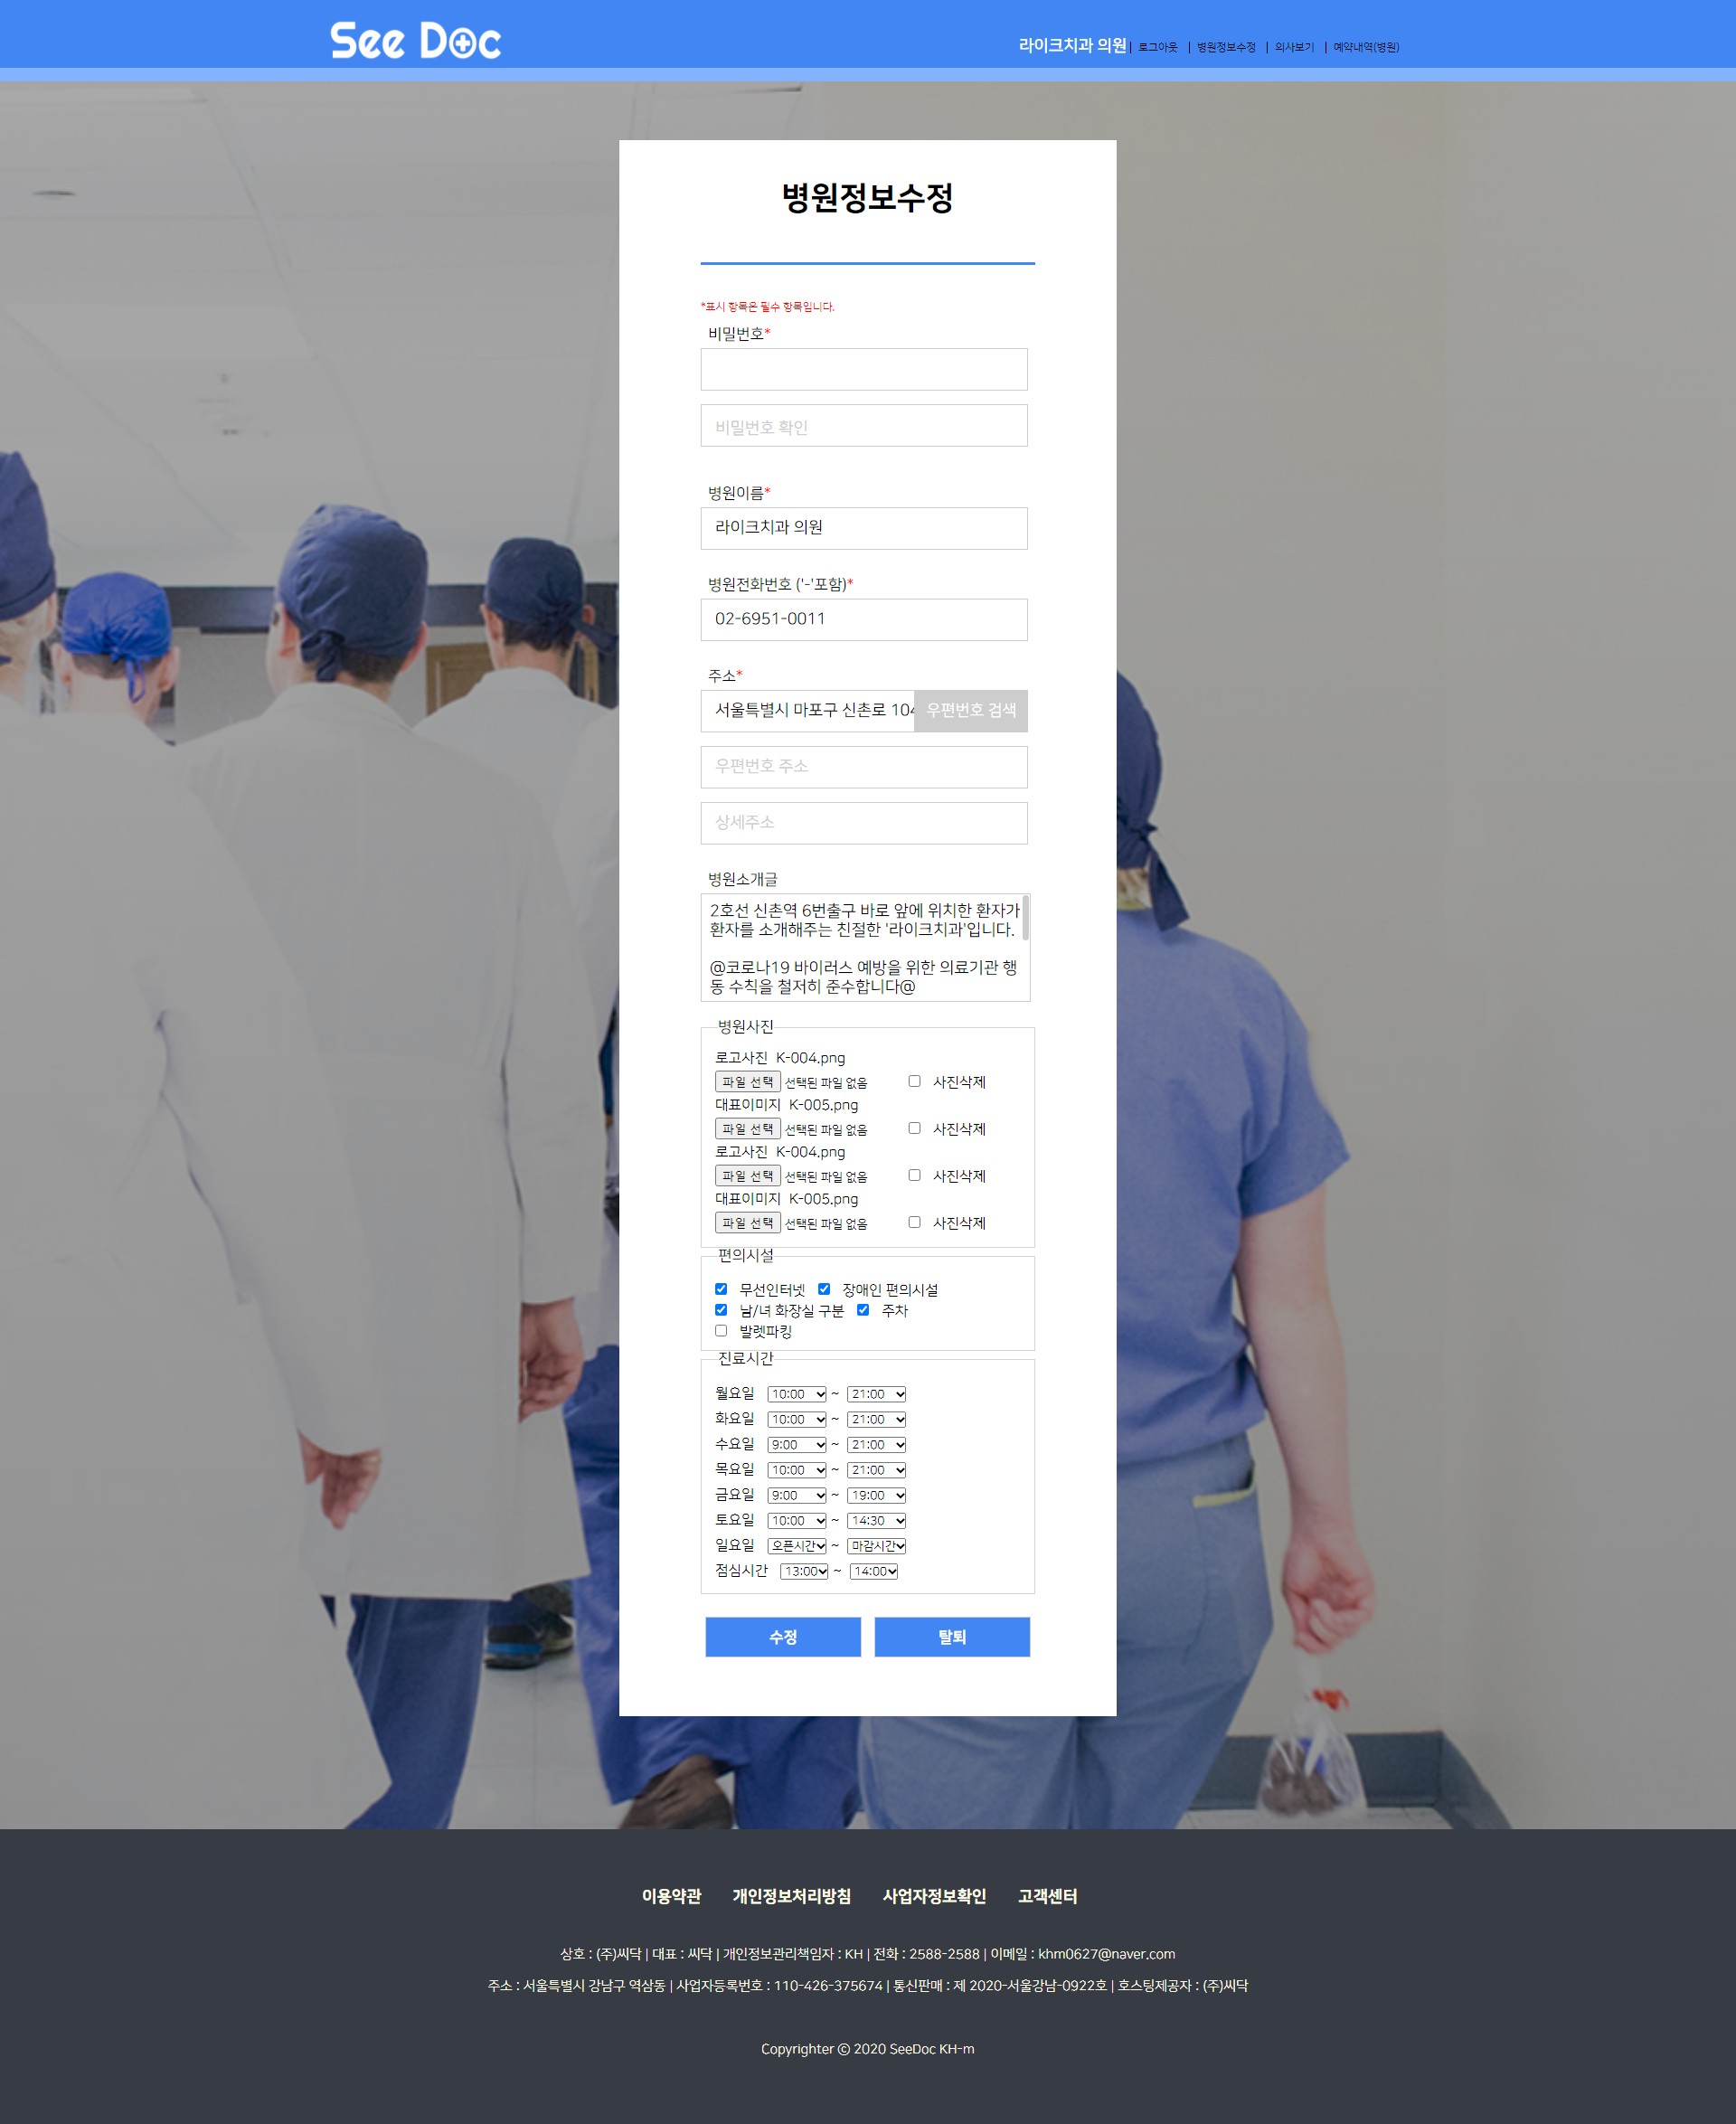 See Doc
라이크치과 의원 | 로그아웃 | 병원정보수정 | 의사보기 | 예약내역(병원)
병원정보수정
*표시 항목은 필수 항목입니다.
비밀번호*
비밀번호 확인
병원이름*
라이크치과 의원
병원전화번호 ('-'포함)*
02-6951-0011
주소*
서울특별시 마포구 신촌로 104 우편번호 검색
우편번호 주소
상세주소
병원소개글
2호선 신촌역 6번출구 바로 앞에 위치한 환자가
환자를 소개해주는 친절한 '라이크치과'입니다.
@코로나19 바이러스 예방을 위한 의료기관 행
동 수칙을 철저히 준수합니다@
병원사진
로고사진 K-004.png
파일 선택 선택된 파일 없음 사진삭제
대표이미지 K-005.png
파일 선택 선택된 파일 없음 사진삭제
로고사진 K-004.png
파일 선택 선택된 파일 없음 사진삭제
대표이미지 K-005.png
파일 선택 선택된 파일 없음 사진삭제
편의시설
무선인터넷 장애인 편의시설
남/녀 화장실 구분 주차
발렛파킹
진료시간
월요일 10:00 ~ 21:00
화요일 10:00 ~ 21:00
수요일 9:00 ~ 21:00
목요일 10:00 ~ 21:00
금요일 9:00 ~ 19:00
토요일 10:00 ~ 14:30
일요일 오픈시간 ~ 마감시간
점심시간 13:00 ~ 14:00
수정 탈퇴
이용약관 개인정보처리방침 사업자정보확인 고객센터
상호 : (주)씨닥 | 대표 : 씨닥 | 개인정보관리책임자 : KH | 전화 : 2588-2588 | 이메일 : khm0627@naver.com
주소 : 서울특별시 강남구 역삼동 | 사업자등록번호 : 110-426-375674 | 통신판매 : 제 2020-서울강남-0922호 | 호스팅제공자 : (주)씨닥
Copyrighter ⓒ 2020 SeeDoc KH-m